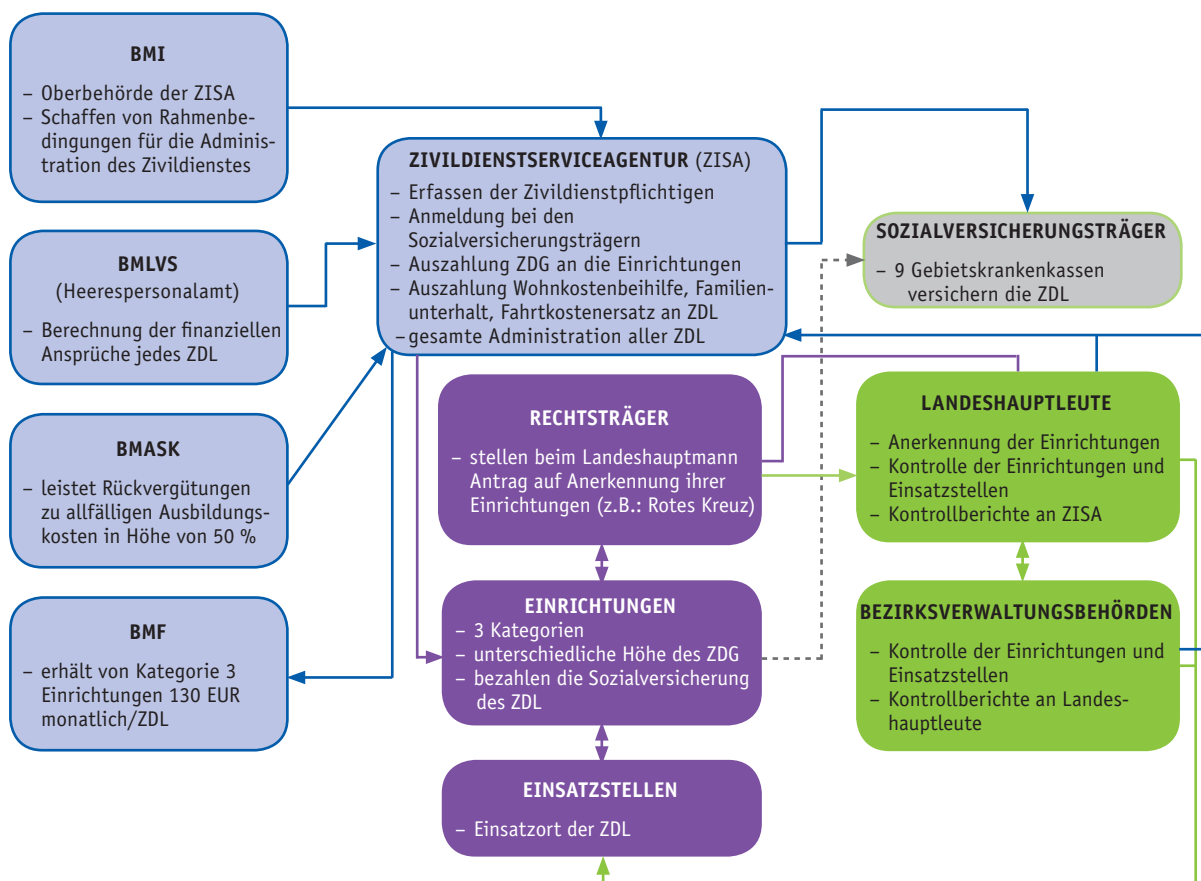 BMI
– Oberbehörde der ZISA
– Schaffen von Rahmenbe-
dingungen für die Adminis-
tration des Zivildienstes
BMLVS
(Heerespersonalamt)
– Berechnung der finanziellen
Ansprüche jedes ZDL
BMASK
– leistet Rückvergütungen
zu allfälligen Ausbildungs-
kosten in Höhe von 50 %
BMF
– erhält von Kategorie 3
Einrichtungen 130 EUR
monatlich/ZDL
ZIVILDIENSTSERVICEAGENTUR (ZISA)
– Erfassen der Zivildienstpflichtigen
– Anmeldung bei den
Sozialversicherungsträgern
– Auszahlung ZDG an die Einrichtungen
– Auszahlung Wohnkostenbeihilfe, Familien-
unterhalt, Fahrtkostenersatz an ZDL
– gesamte Administration aller ZDL
RECHTSTRÄGER
– stellen beim Landeshauptmann
Antrag auf Anerkennung ihrer
Einrichtungen (z.B.: Rotes Kreuz)
EINRICHTUNGEN
– 3 Kategorien
– unterschiedliche Höhe des ZDG
– bezahlen die Sozialversicherung
des ZDL
EINSATZSTELLEN
– Einsatzort der ZDL
SOZIALVERSICHERUNGSTRÄGER
– 9 Gebietskrankenkassen
versichern die ZDL
LANDESHAUPTLEUTE
– Anerkennung der Einrichtungen
– Kontrolle der Einrichtungen und
Einsatzstellen
– Kontrollberichte an ZISA
BEZIRKSVERWALTUNGSBEHÖRDEN
– Kontrolle der Einrichtungen und
Einsatzstellen
– Kontrollberichte an Landes-
hauptleute